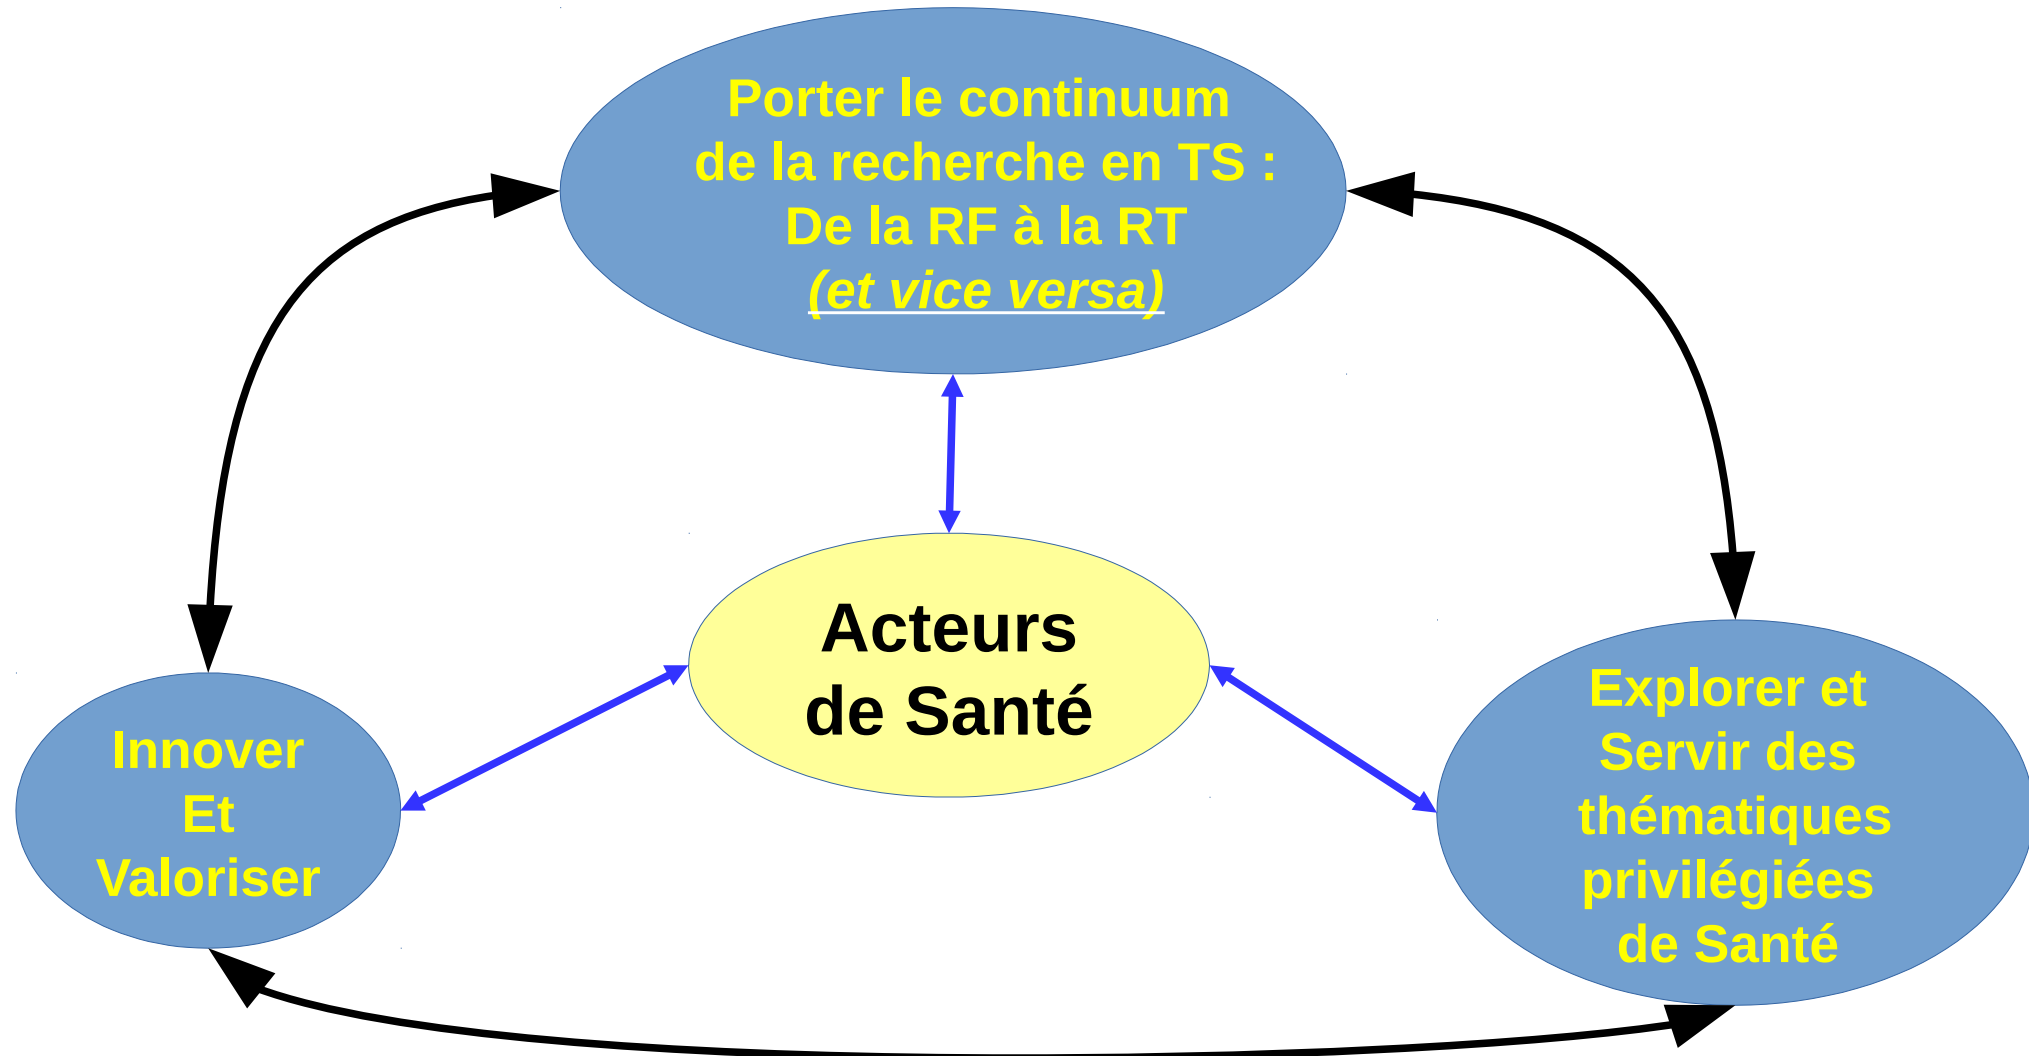 Porter le continuum
de la recherche en TS :
De la RF à la RT
(et vice versa)
Acteurs
de Santé
Innover
Et
Valoriser
Explorer et
Servir des
thématiques
privilégiées
de Santé